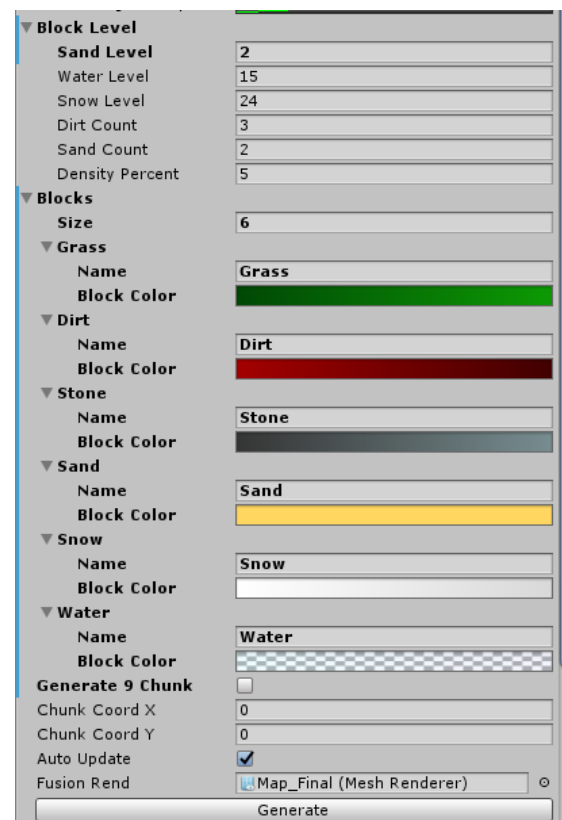 Block Level
Sand Level 2
Water Level 15
Snow Level 24
Dirt Count 3
Sand Count 2
Density Percent 5
Blocks
Size 6
Grass
Name Grass
Block Color
Dirt
Name Dirt
Block Color
Stone
Name Stone
Block Color
Sand
Name Sand
Block Color
Snow
Name Snow
Block Color
Water
Name Water
Block Color
Generate 9 Chunk
Chunk Coord X 0
Chunk Coord Y 0
Auto Update
Fusion Rend Map_Final (Mesh Renderer)
Generate